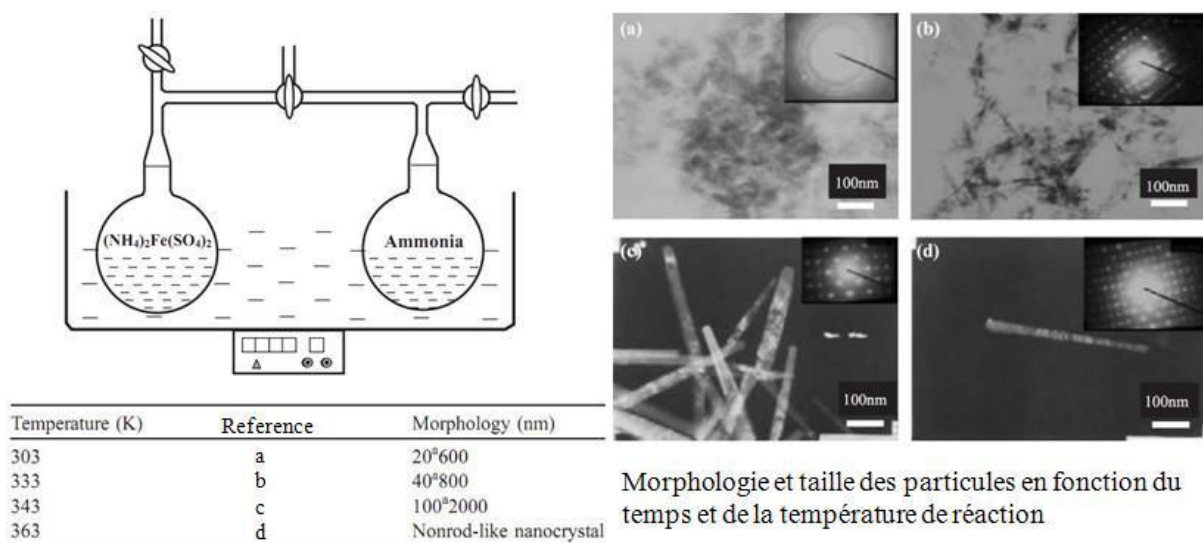 (NH₄)₂Fe(SO₄)₂
Ammonia
Temperature (K) Reference Morphology (nm)
303 a 20ª600
333 b 40ª800
343 c 100ª2000
363 d Nonrod-like nanocrystal
(a)
100nm
(b)
100nm
(c)
100nm
(d)
100nm
Morphologie et taille des particules en fonction du
temps et de la température de réaction